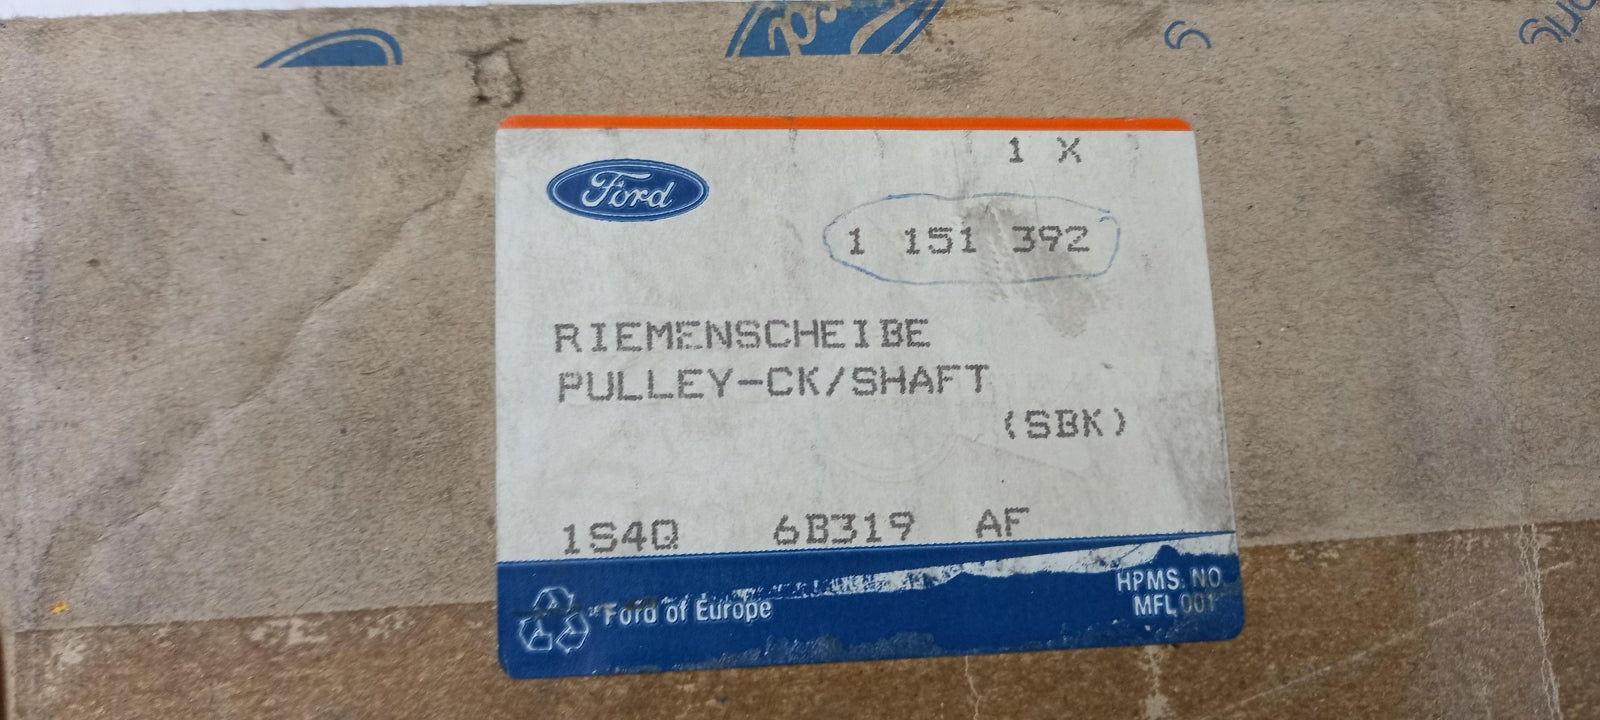 1 X
Ford
1 151 392
RIEMENSCHEIBE
PULLEY-CK/SHAFT
(SBK)
1S4Q 6B319 AF
Ford of Europe
HPMS. NO.
MFL 001